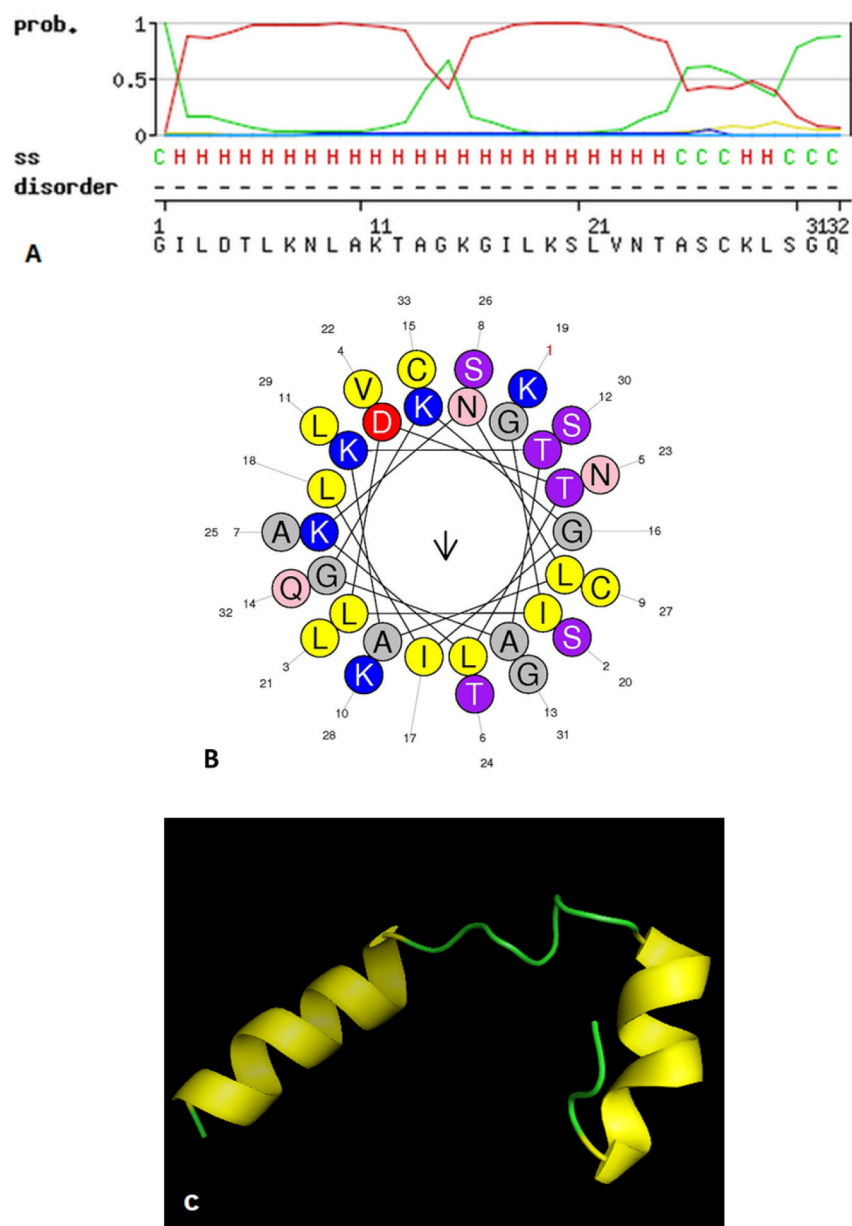 prob. 1
0.5
0
ss C H H H H H H H H H H H H H H H H H H H H H H H C C C H H C C C
disorder - - - - - - - - - - - - - - - - - - - - - - - - - - - - - - - -
1 11 21 3132
G I L D T L K N L A K T A G K G I L K S L V N T A S C K L S G Q
A
33 26
22 15 8 19
4 1
C S
29 V K 30
11 K N 12
L D G S
K T
18 23
L T N 5
25 7 A K G 16
G L C
32 14 Q 9 27
L I
3 L A A S 2
21 K I L G 20
10 T 13
28 17 6 31
24
B
C